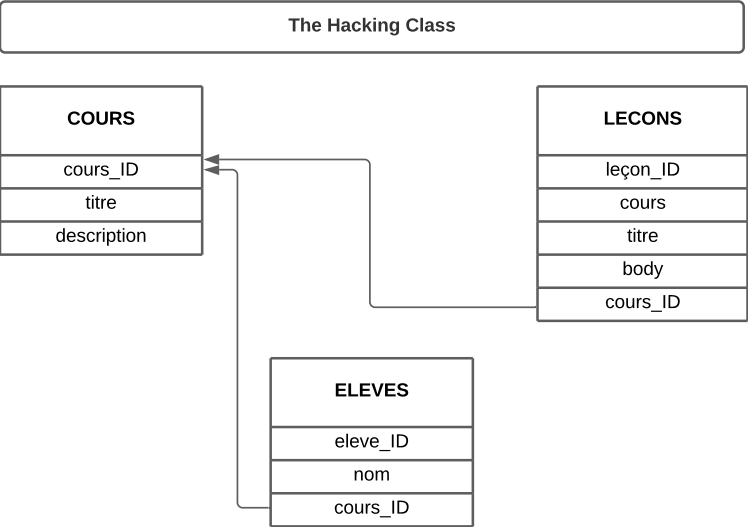 The Hacking Class
COURS
cours_ID
titre
description
LECONS
leçon_ID
cours
titre
body
cours_ID
ELEVES
eleve_ID
nom
cours_ID